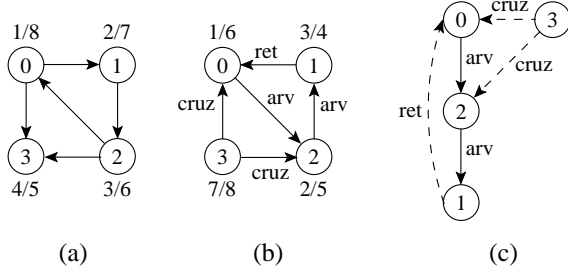 1/8 2/7
0 1
3 2
4/5 3/6
(a)
1/6 3/4
0 ret 1
cruz arv arv
3 cruz 2
7/8 2/5
(b)
0 cruz 3
arv cruz
ret 2
arv
1
(c)